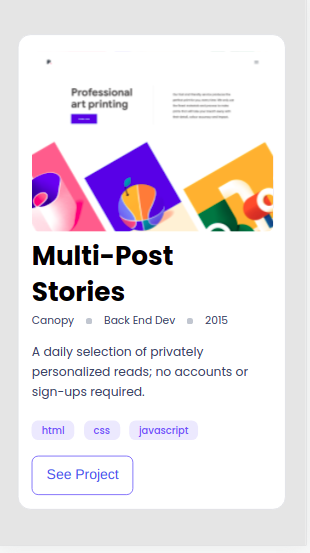 Professional
art printing
Multi-Post
Stories
Canopy Back End Dev 2015
A daily selection of privately
personalized reads; no accounts or
sign-ups required.
html css javascript
See Project